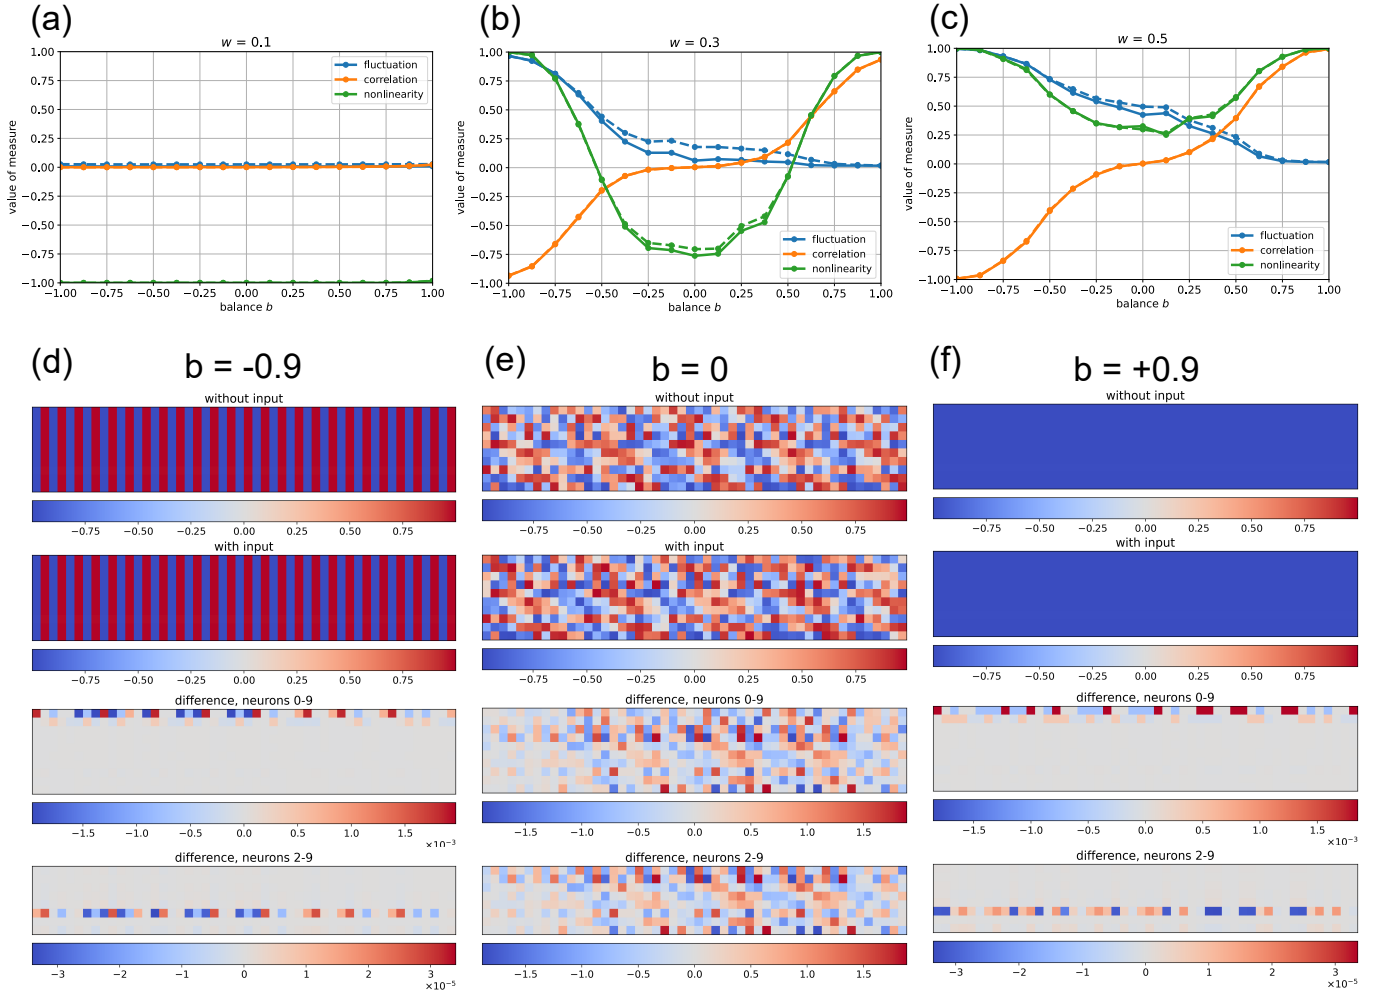 (a)
w = 0.1
1.00
0.75
0.50
0.25
0.00
−0.25
−0.50
−0.75
−1.00
value of measure
fluctuation
correlation
nonlinearity
−1.00 −0.75 −0.50 −0.25 0.00 0.25 0.50 0.75 1.00
balance b
(b)
w = 0.3
1.00
0.75
0.50
0.25
0.00
−0.25
−0.50
−0.75
−1.00
value of measure
fluctuation
correlation
nonlinearity
−1.00 −0.75 −0.50 −0.25 0.00 0.25 0.50 0.75 1.00
balance b
(c)
w = 0.5
1.00
0.75
0.50
0.25
0.00
−0.25
−0.50
−0.75
−1.00
value of measure
fluctuation
correlation
nonlinearity
−1.00 −0.75 −0.50 −0.25 0.00 0.25 0.50 0.75 1.00
balance b
(d)
b = -0.9
without input
−0.75 −0.50 −0.25 0.00 0.25 0.50 0.75
with input
−0.75 −0.50 −0.25 0.00 0.25 0.50 0.75
difference, neurons 0-9
−1.5 −1.0 −0.5 0.0 0.5 1.0 1.5
×10⁻³
difference, neurons 2-9
−3 −2 −1 0 1 2 3
×10⁻⁵
(e)
b = 0
without input
−0.75 −0.50 −0.25 0.00 0.25 0.50 0.75
with input
−0.75 −0.50 −0.25 0.00 0.25 0.50 0.75
difference, neurons 0-9
−1.5 −1.0 −0.5 0.0 0.5 1.0 1.5
difference, neurons 2-9
−1.5 −1.0 −0.5 0.0 0.5 1.0 1.5
(f)
b = +0.9
without input
−0.75 −0.50 −0.25 0.00 0.25 0.50 0.75
with input
−0.75 −0.50 −0.25 0.00 0.25 0.50 0.75
difference, neurons 0-9
−1.5 −1.0 −0.5 0.0 0.5 1.0 1.5
×10⁻³
difference, neurons 2-9
−3 −2 −1 0 1 2 3
×10⁻⁵